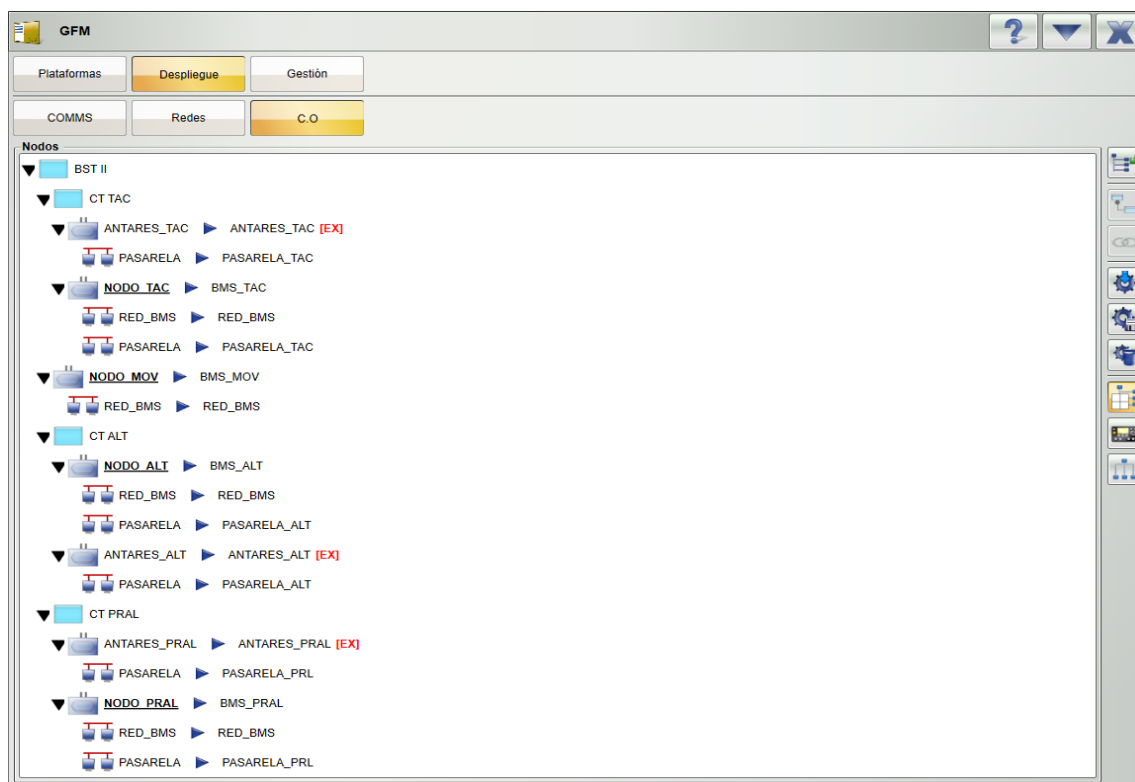 GFM
Plataformas Despliegue Gestión
COMMS Redes C.O
Nodos
BST II
CT TAC
ANTARES_TAC ANTARES_TAC [EX]
PASARELA PASARELA_TAC
NODO_TAC BMS_TAC
RED_BMS RED_BMS
PASARELA PASARELA_TAC
NODO_MOV BMS_MOV
RED_BMS RED_BMS
CT ALT
NODO_ALT BMS_ALT
RED_BMS RED_BMS
PASARELA PASARELA_ALT
ANTARES_ALT ANTARES_ALT [EX]
PASARELA PASARELA_ALT
CT PRAL
ANTARES_PRAL ANTARES_PRAL [EX]
PASARELA PASARELA_PRL
NODO_PRAL BMS_PRAL
RED_BMS RED_BMS
PASARELA PASARELA_PRL